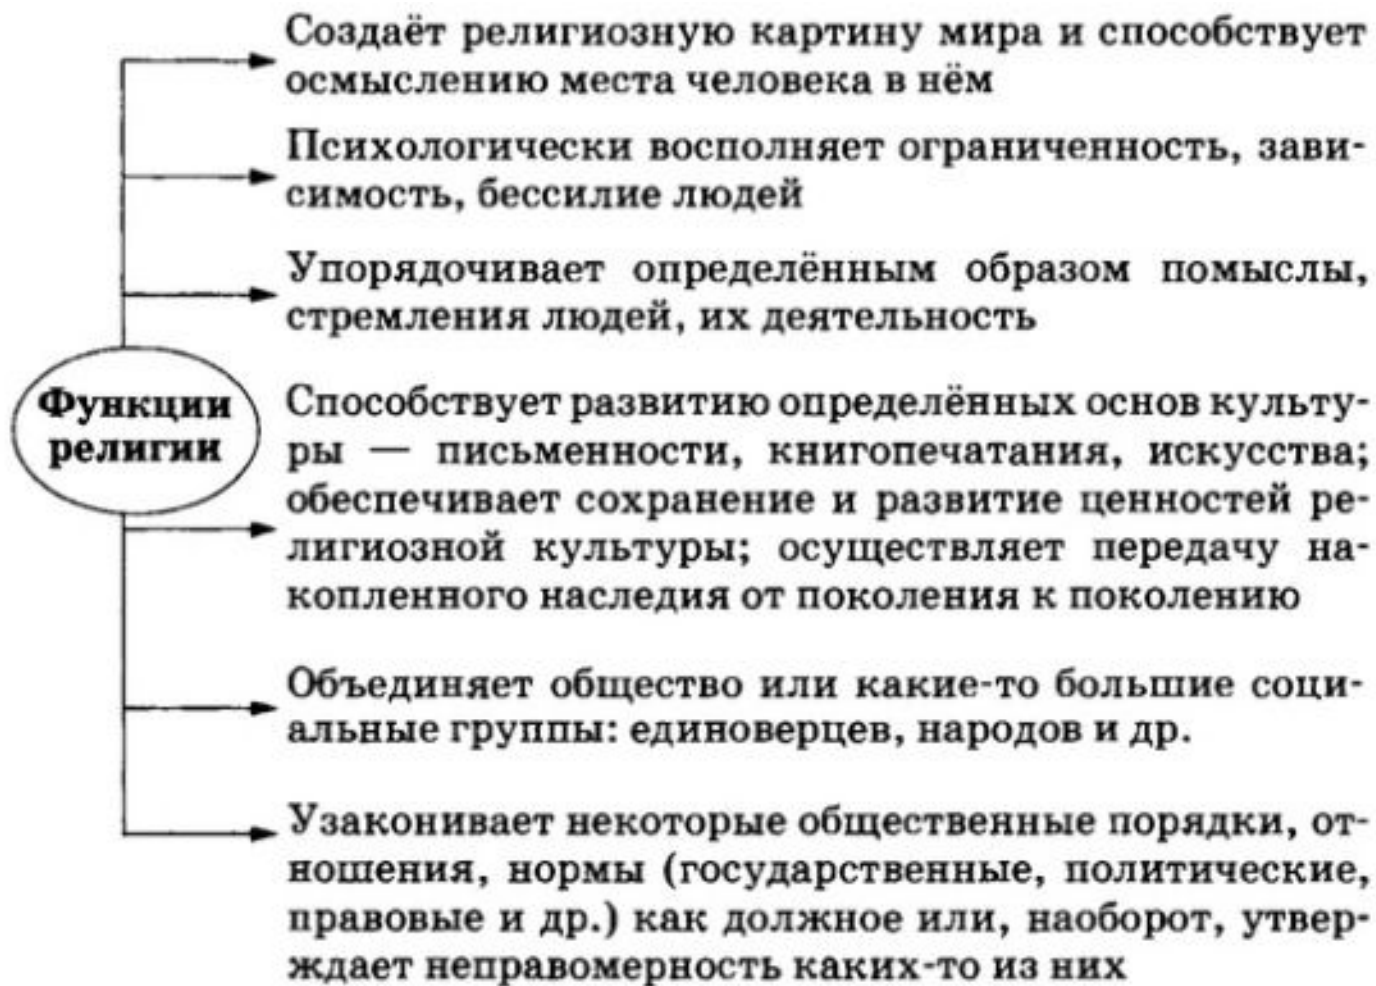 Создаёт религиозную картину мира и способствует
осмыслению места человека в нём
Психологически восполняет ограниченность, зави-
симость, бессилие людей
Упорядочивает определённым образом помыслы,
стремления людей, их деятельность
Функции
религии
Способствует развитию определённых основ культу-
ры — письменности, книгопечатания, искусства;
обеспечивает сохранение и развитие ценностей ре-
лигиозной культуры; осуществляет передачу на-
копленного наследия от поколения к поколению
Объединяет общество или какие-то большие соци-
альные группы: единоверцев, народов и др.
Узаконивает некоторые общественные порядки, от-
ношения, нормы (государственные, политические,
правовые и др.) как должное или, наоборот, утвер-
ждает неправомерность каких-то из них